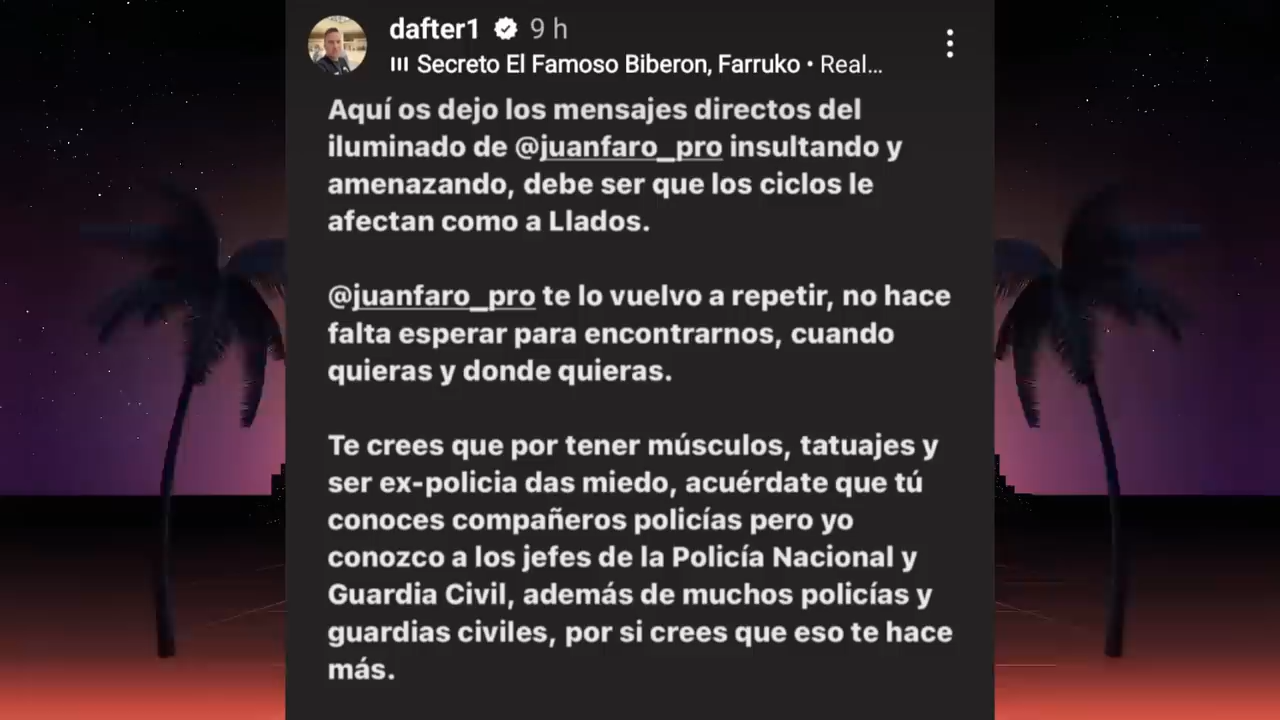 dafter1 9 h
Secreto El Famoso Biberon, Farruko • Real...
Aquí os dejo los mensajes directos del
iluminado de @juanfaro_pro insultando y
amenazando, debe ser que los ciclos le
afectan como a Llados.
@juanfaro_pro te lo vuelvo a repetir, no hace
falta esperar para encontrarnos, cuando
quieras y donde quieras.
Te crees que por tener músculos, tatuajes y
ser ex-policia das miedo, acuérdate que tú
conoces compañeros policías pero yo
conozco a los jefes de la Policía Nacional y
Guardia Civil, además de muchos policías y
guardias civiles, por si crees que eso te hace
más.